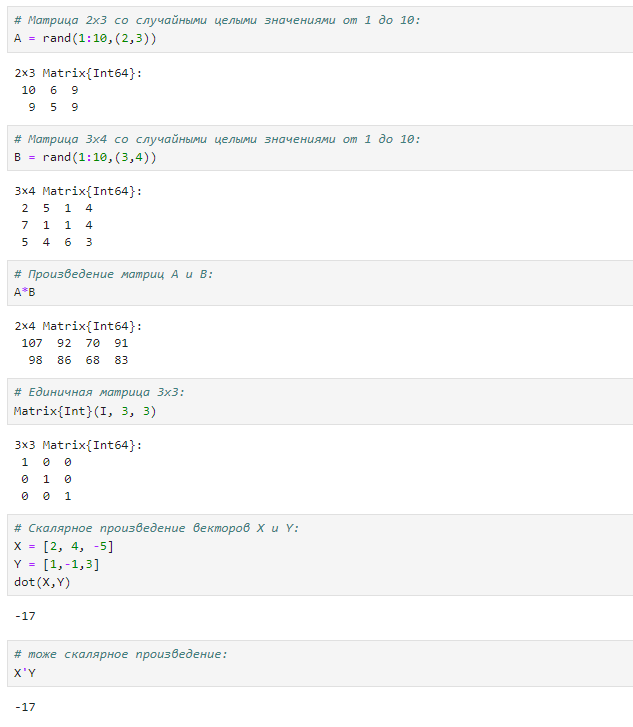 # Матрица 2x3 со случайными целыми значениями от 1 до 10:
A = rand(1:10,(2,3))
2×3 Matrix{Int64}:
 10  6  9
  9  5  9
# Матрица 3x4 со случайными целыми значениями от 1 до 10:
B = rand(1:10,(3,4))
3×4 Matrix{Int64}:
 2  5  1  4
 7  1  1  4
 5  4  6  3
# Произведение матриц A и B:
A*B
2×4 Matrix{Int64}:
 107  92  70  91
  98  86  68  83
# Единичная матрица 3x3:
Matrix{Int}(I, 3, 3)
3×3 Matrix{Int64}:
 1  0  0
 0  1  0
 0  0  1
# Скалярное произведение векторов X и Y:
X = [2, 4, -5]
Y = [1,-1,3]
dot(X,Y)
-17
# тоже скалярное произведение:
X'Y
-17